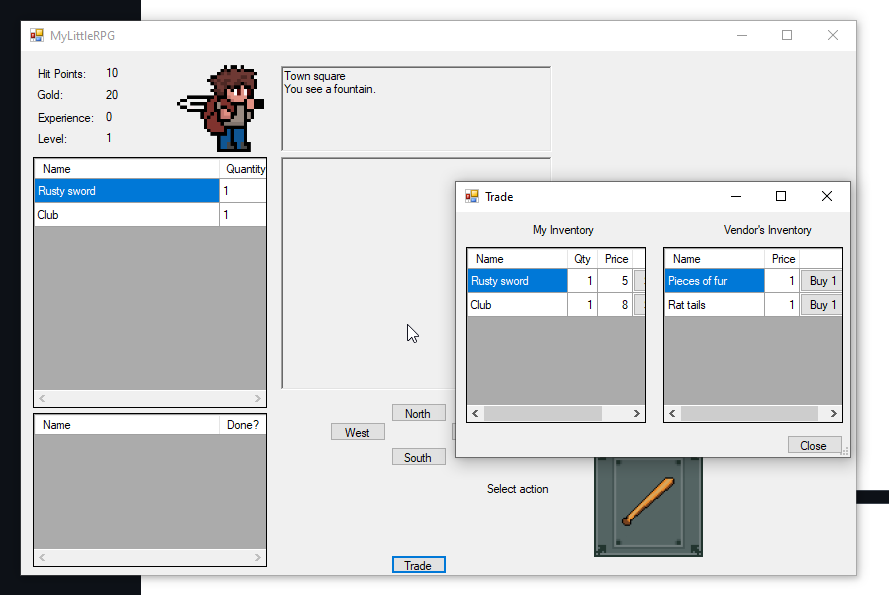 MyLittleRPG
Hit Points: 10
Gold: 20
Experience: 0
Level: 1
Town square
You see a fountain.
Name Quantity
Rusty sword 1
Club 1
Name Done?
Trade
My Inventory
Name Qty Price
Rusty sword 1 5
Club 1 8
Vendor's Inventory
Name Price
Pieces of fur 1 Buy 1
Rat tails 1 Buy 1
Close
North
West
South
Select action
Trade